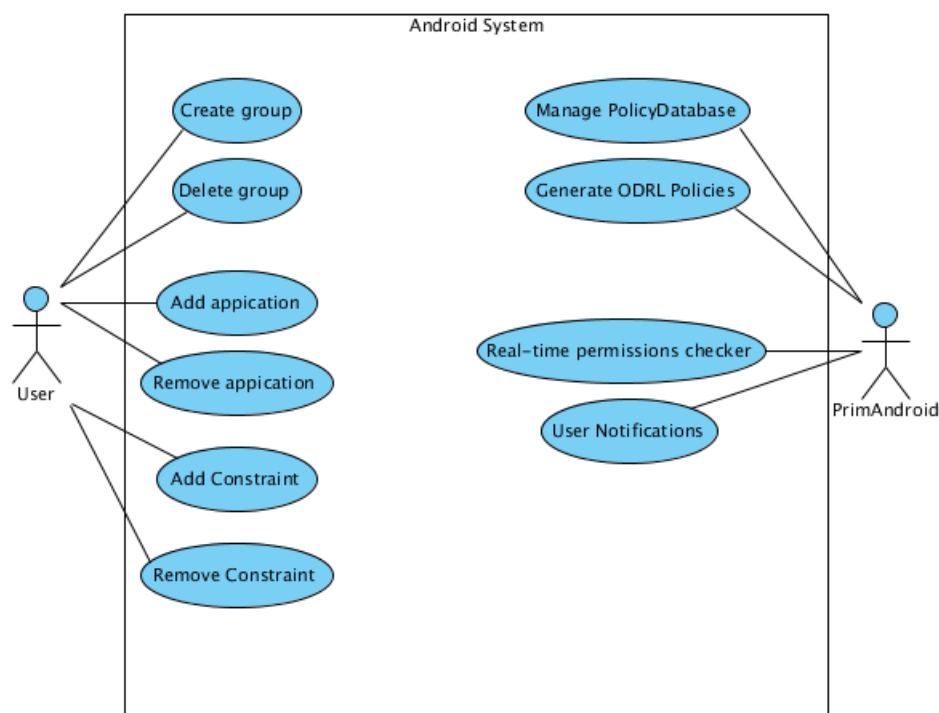 Android System
Create group
Manage PolicyDatabase
Delete group
Generate ODRL Policies
Add appication
Real-time permissions checker
Remove appication
User
PrimAndroid
User Notifications
Add Constraint
Remove Constraint